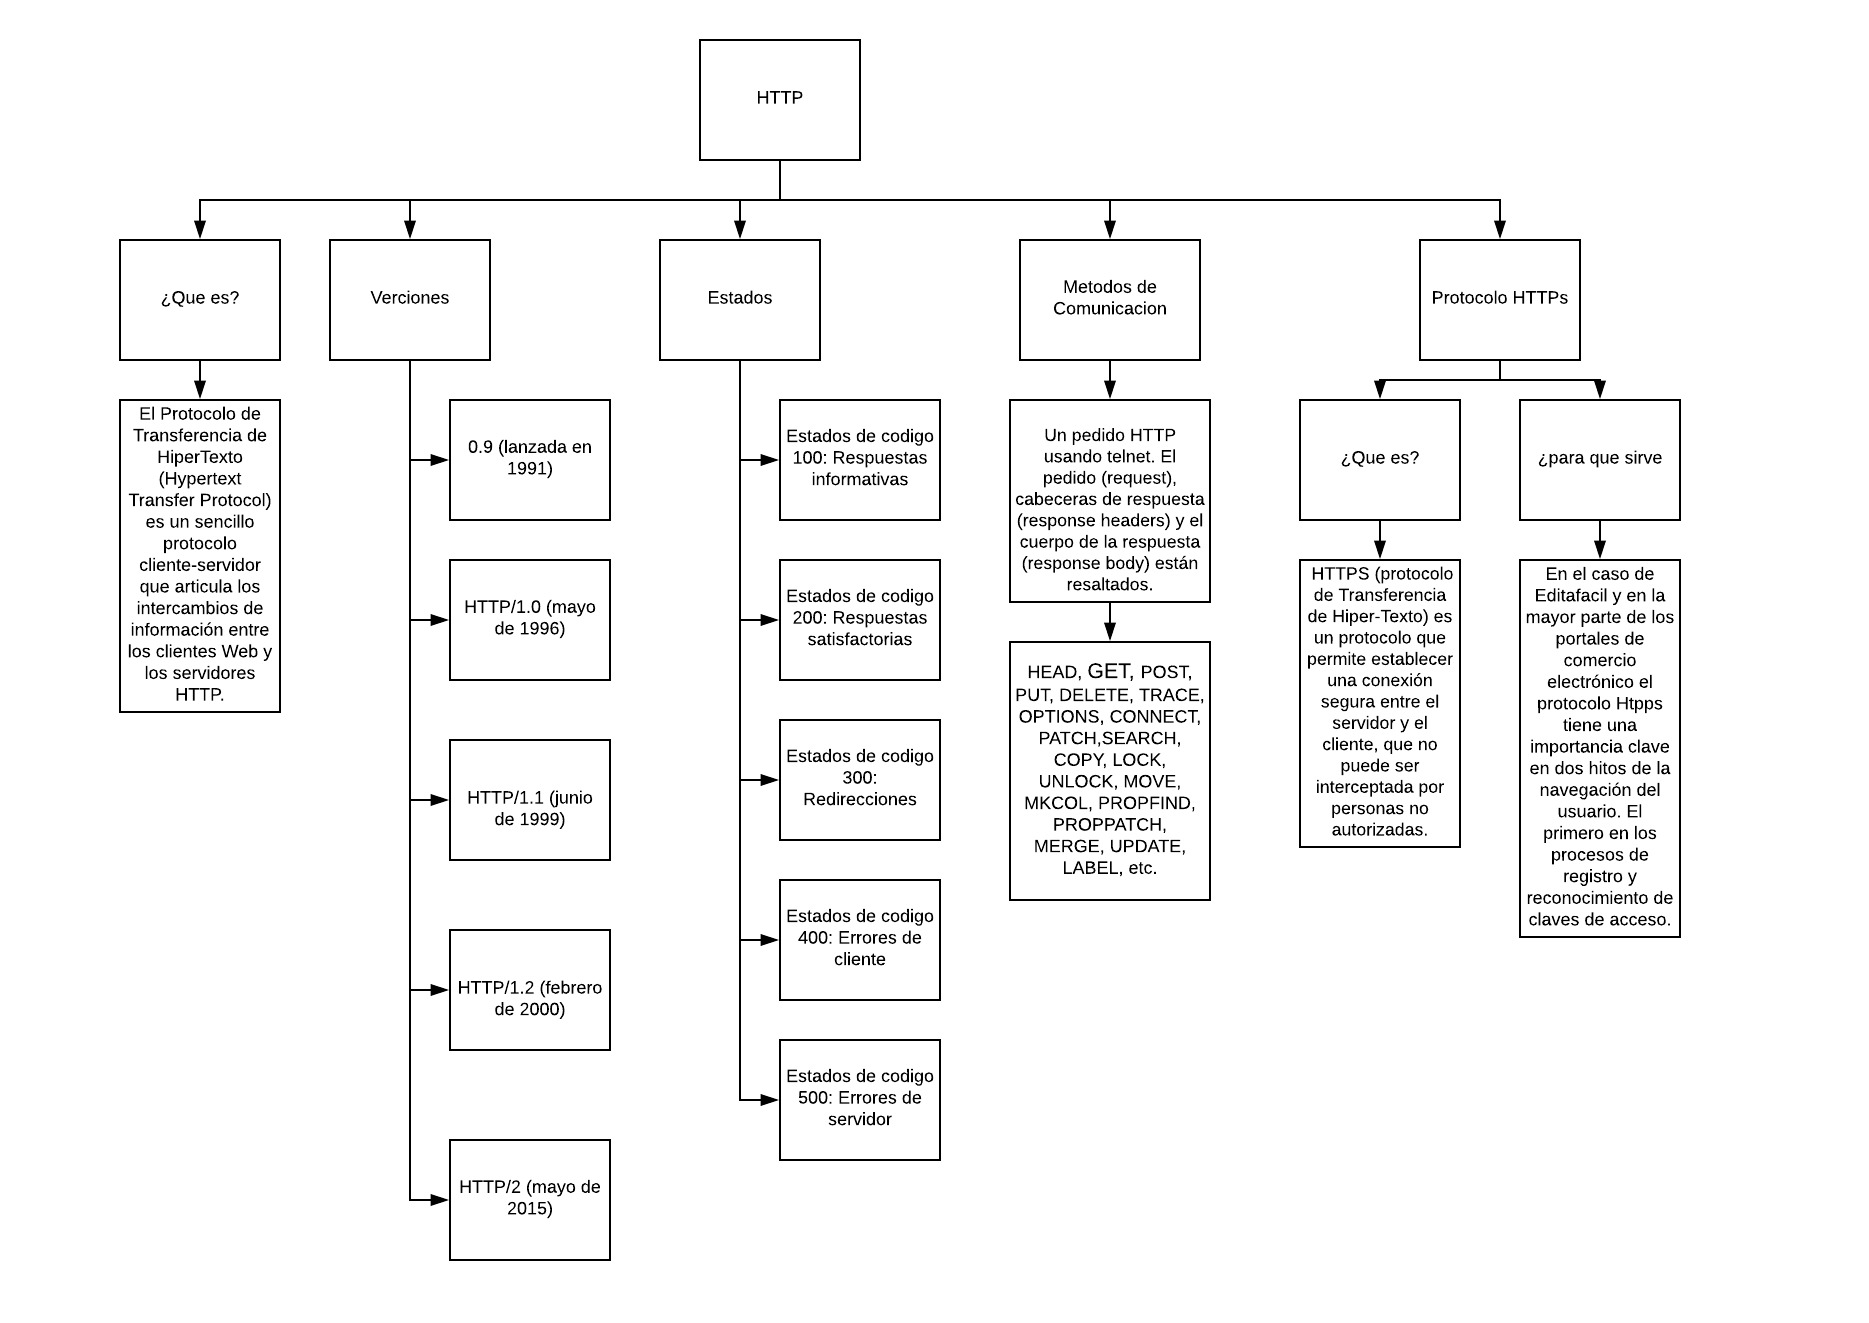 HTTP
¿Que es?
El Protocolo de
Transferencia de
HiperTexto
(Hypertext
Transfer Protocol)
es un sencillo
protocolo
cliente-servidor
que articula los
intercambios de
información entre
los clientes Web y
los servidores
HTTP.
Verciones
0.9 (lanzada en
1991)
HTTP/1.0 (mayo
de 1996)
HTTP/1.1 (junio
de 1999)
HTTP/1.2 (febrero
de 2000)
HTTP/2 (mayo de
2015)
Estados
Estados de codigo
100: Respuestas
informativas
Estados de codigo
200: Respuestas
satisfactorias
Estados de codigo
300:
Redirecciones
Estados de codigo
400: Errores de
cliente
Estados de codigo
500: Errores de
servidor
Metodos de
Comunicacion
Un pedido HTTP
usando telnet. El
pedido (request),
cabeceras de respuesta
(response headers) y el
cuerpo de la respuesta
(response body) están
resaltados.
HEAD, GET, POST,
PUT, DELETE, TRACE,
OPTIONS, CONNECT,
PATCH,SEARCH,
COPY, LOCK,
UNLOCK, MOVE,
MKCOL, PROPFIND,
PROPPATCH,
MERGE, UPDATE,
LABEL, etc.
Protocolo HTTPs
¿Que es?
HTTPS (protocolo
de Transferencia
de Hiper-Texto) es
un protocolo que
permite establecer
una conexión
segura entre el
servidor y el
cliente, que no
puede ser
interceptada por
personas no
autorizadas.
¿para que sirve
En el caso de
Editafacil y en la
mayor parte de los
portales de
comercio
electrónico el
protocolo Htpps
tiene una
importancia clave
en dos hitos de la
navegación del
usuario. El
primero en los
procesos de
registro y
reconocimiento de
claves de acceso.